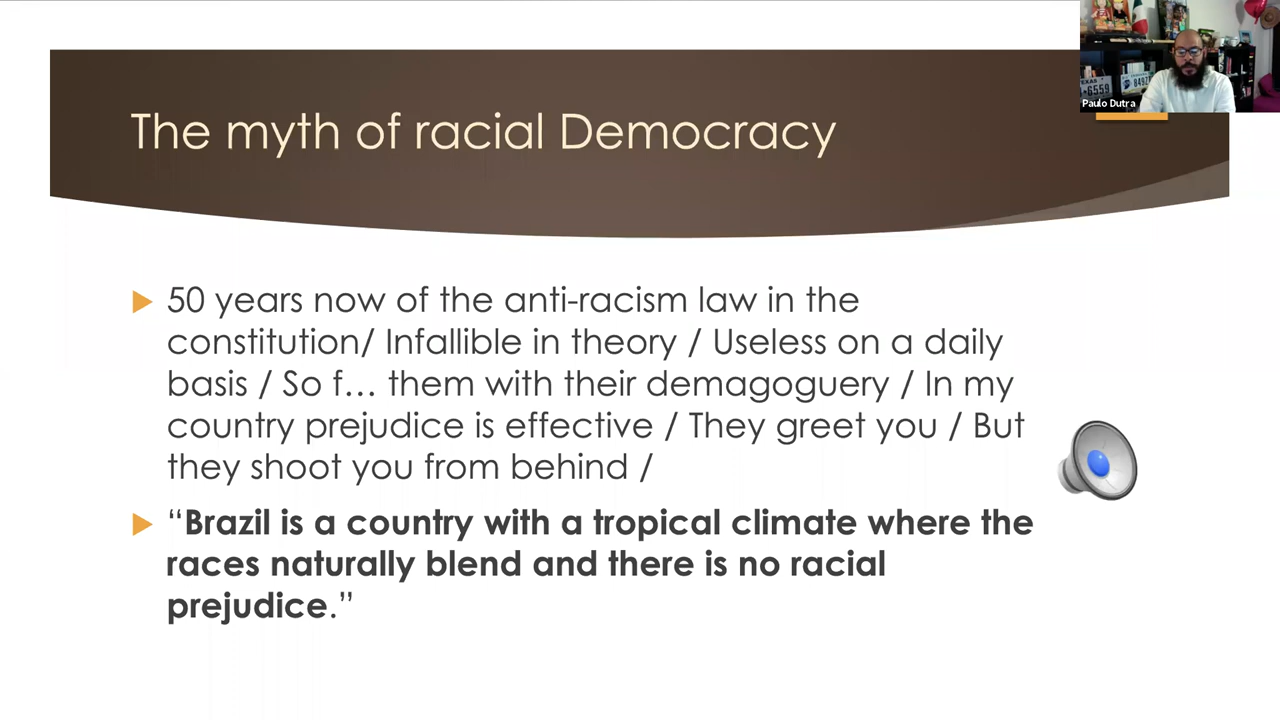 The myth of racial Democracy
50 years now of the anti-racism law in the
constitution/ Infallible in theory / Useless on a daily
basis / So f... them with their demagoguery / In my
country prejudice is effective / They greet you / But
they shoot you from behind /
“Brazil is a country with a tropical climate where the
races naturally blend and there is no racial
prejudice.”
Paulo Dutra